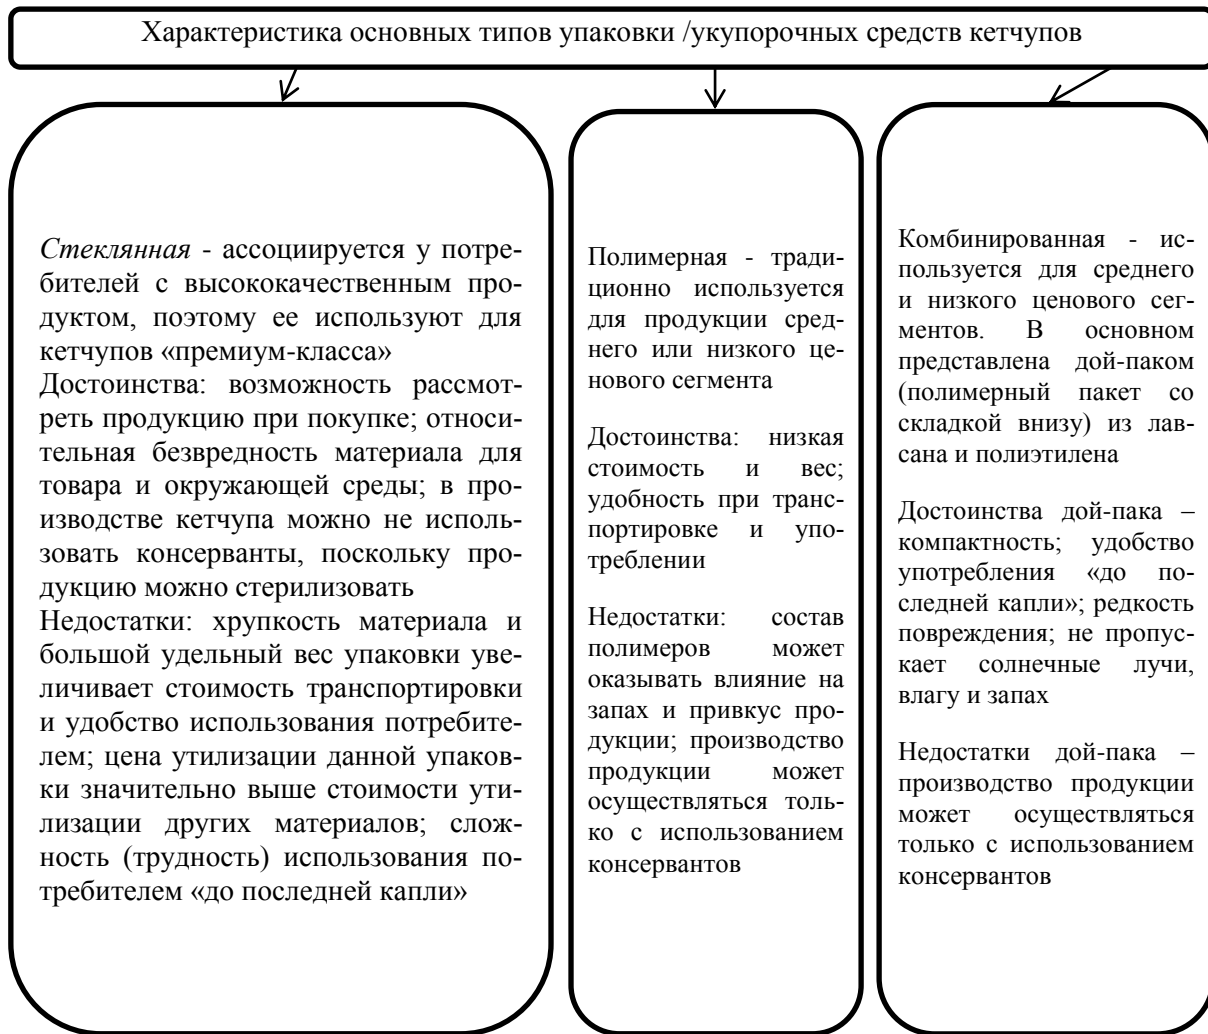 Характеристика основных типов упаковки /укупорочных средств кетчупов
Стеклянная - ассоциируется у потре-
бителей с высококачественным про-
дуктом, поэтому ее используют для
кетчупов «премиум-класса»
Достоинства: возможность рассмот-
реть продукцию при покупке; относи-
тельная безвредность материала для
товара и окружающей среды; в про-
изводстве кетчупа можно не исполь-
зовать консерванты, поскольку про-
дукцию можно стерилизовать
Недостатки: хрупкость материала и
большой удельный вес упаковки уве-
личивает стоимость транспортировки
и удобство использования потребите-
лем; цена утилизации данной упаков-
ки значительно выше стоимости ути-
лизации других материалов; слож-
ность (трудность) использования по-
требителем «до последней капли»
Полимерная - тради-
ционно используется
для продукции сред-
него или низкого це-
нового сегмента
Достоинства: низкая
стоимость и вес;
удобность при транс-
портировке и упо-
треблении
Недостатки: состав
полимеров может
оказывать влияние на
запах и привкус про-
дукции; производство
продукции может
осуществляться толь-
ко с использованием
консервантов
Комбинированная - ис-
пользуется для среднего
и низкого ценового сег-
ментов. В основном
представлена дой-паком
(полимерный пакет со
складкой внизу) из лав-
сана и полиэтилена
Достоинства дой-пака –
компактность; удобство
употребления «до по-
следней капли»; редкость
повреждения; не пропус-
кает солнечные лучи,
влагу и запах
Недостатки дой-пака –
производство продукции
может осуществляться
только с использованием
консервантов